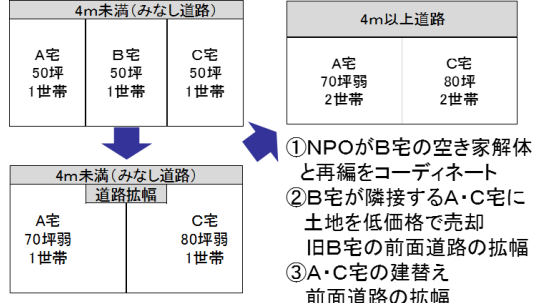 4m未満(みなし道路)
A宅 B宅 C宅
50坪 50坪 50坪
1世帯 1世帯 1世帯
4m未満(みなし道路)
道路拡幅
A宅 C宅
70坪弱 80坪弱
1世帯 1世帯
4m以上道路
A宅 C宅
70坪弱 80坪
2世帯 2世帯
①NPOがB宅の空き家解体
と再編をコーディネート
②B宅が隣接するA・C宅に
土地を低価格で売却
旧B宅の前面道路の拡幅
③A・C宅の建替え
前面道路の拡幅